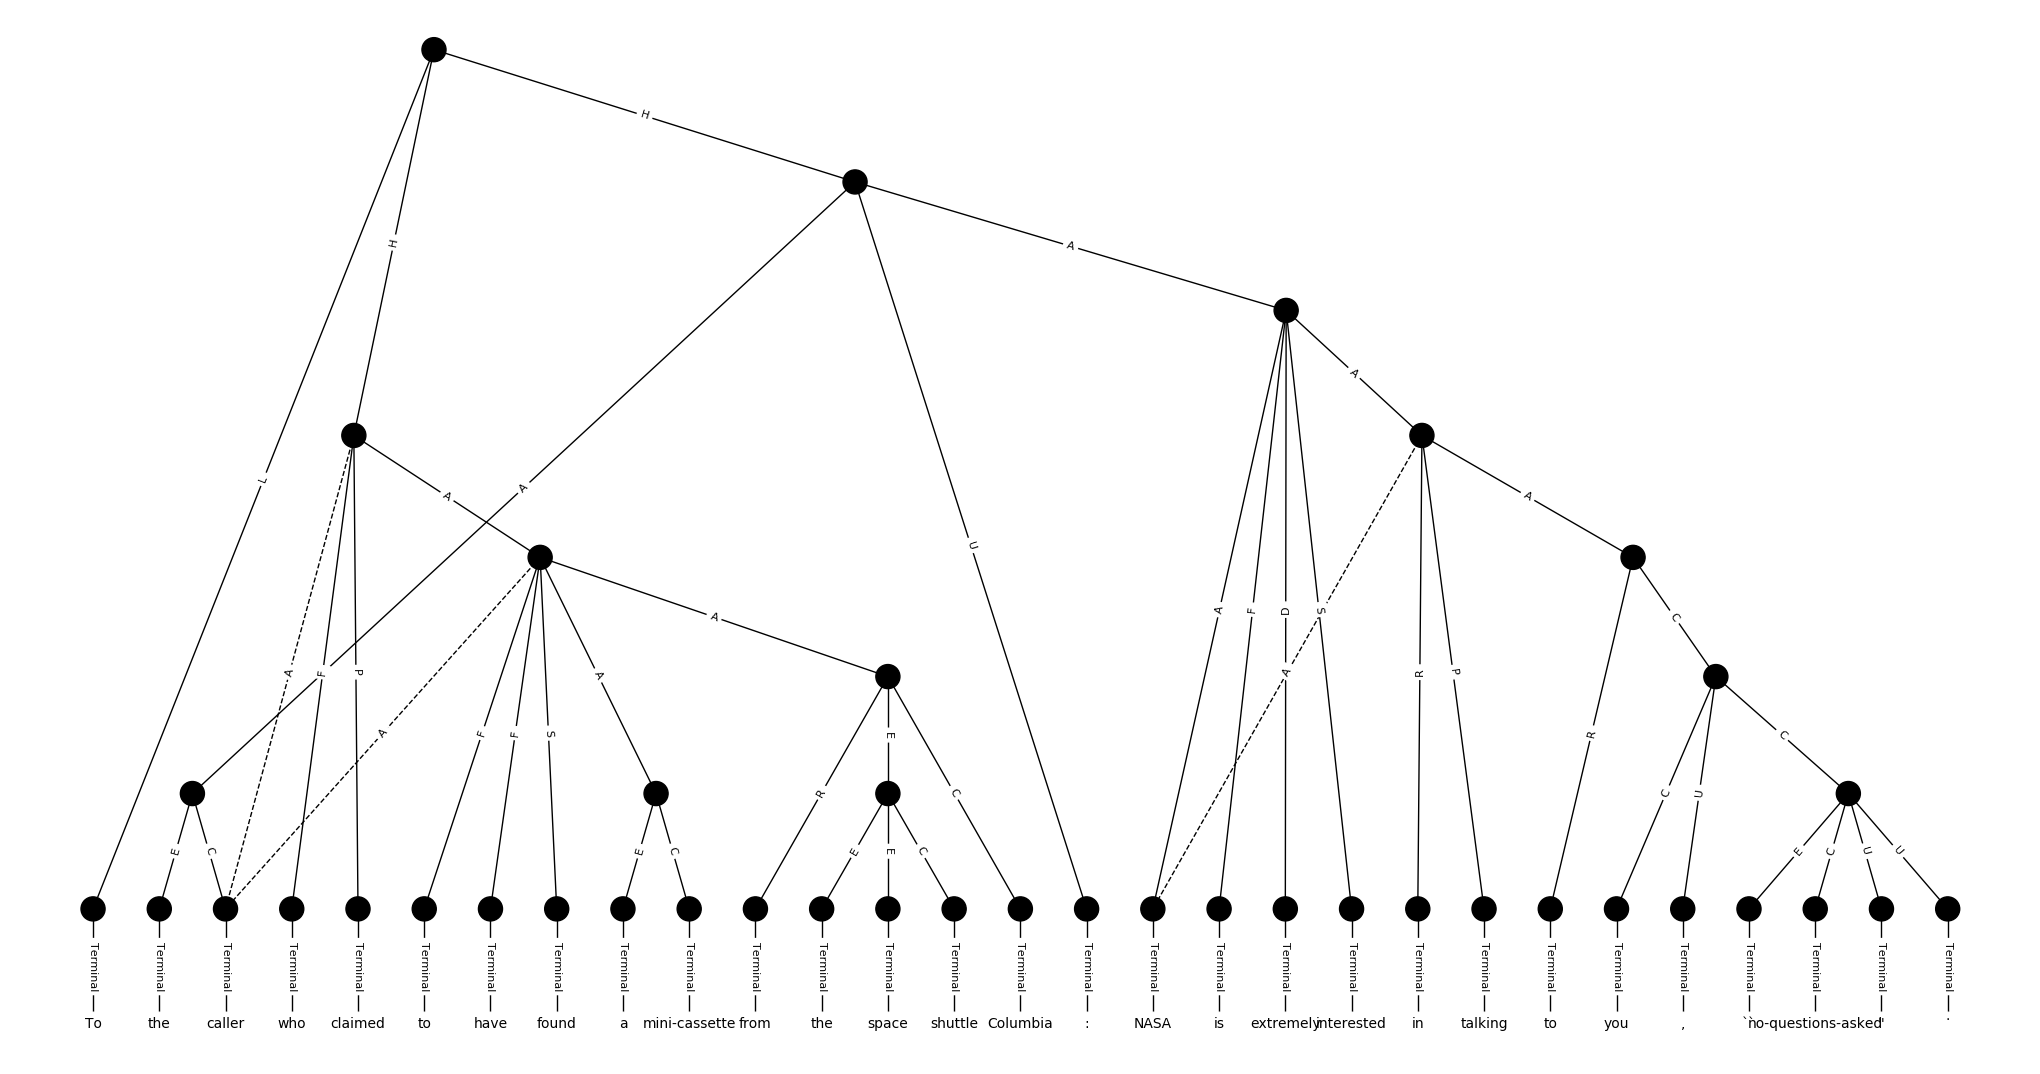 H
H
A
L
A
A
A
A
U
A
F
D
S
A
A
A
F
P
A
R
P
C
F
F
S
A
E
R
C
E
C
E
C
R
C
U
C
E
E
C
E
C
U
U
Terminal Terminal Terminal Terminal Terminal Terminal Terminal Terminal Terminal Terminal Terminal Terminal Terminal Terminal Terminal Terminal Terminal Terminal Terminal Terminal Terminal Terminal Terminal Terminal Terminal Terminal Terminal Terminal Terminal
To the caller who claimed to have found a mini-cassette from the space shuttle Columbia : NASA is extremely interested in talking to you , `` no-questions-asked '' .